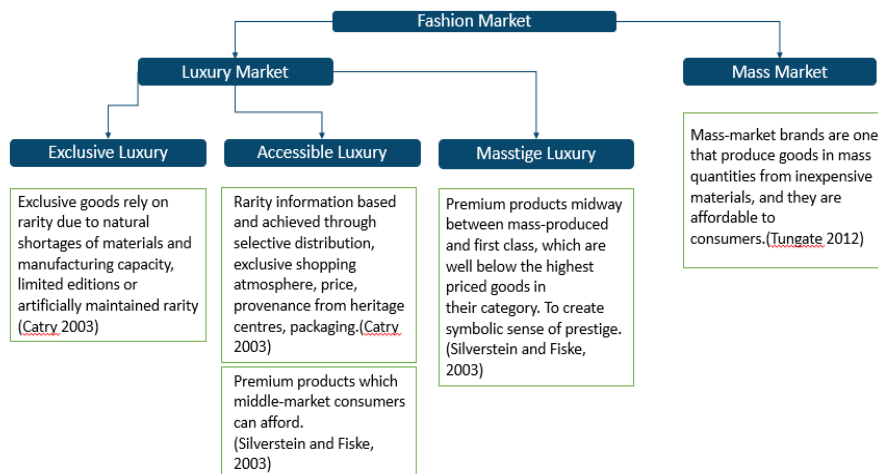 Fashion Market
Luxury Market
Mass Market
Exclusive Luxury
Accessible Luxury
Masstige Luxury
Exclusive goods rely on
rarity due to natural
shortages of materials and
manufacturing capacity,
limited editions or
artificially maintained rarity
(Catry 2003)
Rarity information based
and achieved through
selective distribution,
exclusive shopping
atmosphere, price,
provenance from heritage
centres, packaging.(Catry
2003)
Premium products which
middle-market consumers
can afford.
(Silverstein and Fiske,
2003)
Premium products midway
between mass-produced
and first class, which are
well below the highest
priced goods in
their category. To create
symbolic sense of prestige.
(Silverstein and Fiske,
2003)
Mass-market brands are one
that produce goods in mass
quantities from inexpensive
materials, and they are
affordable to
consumers.(Tungate 2012)